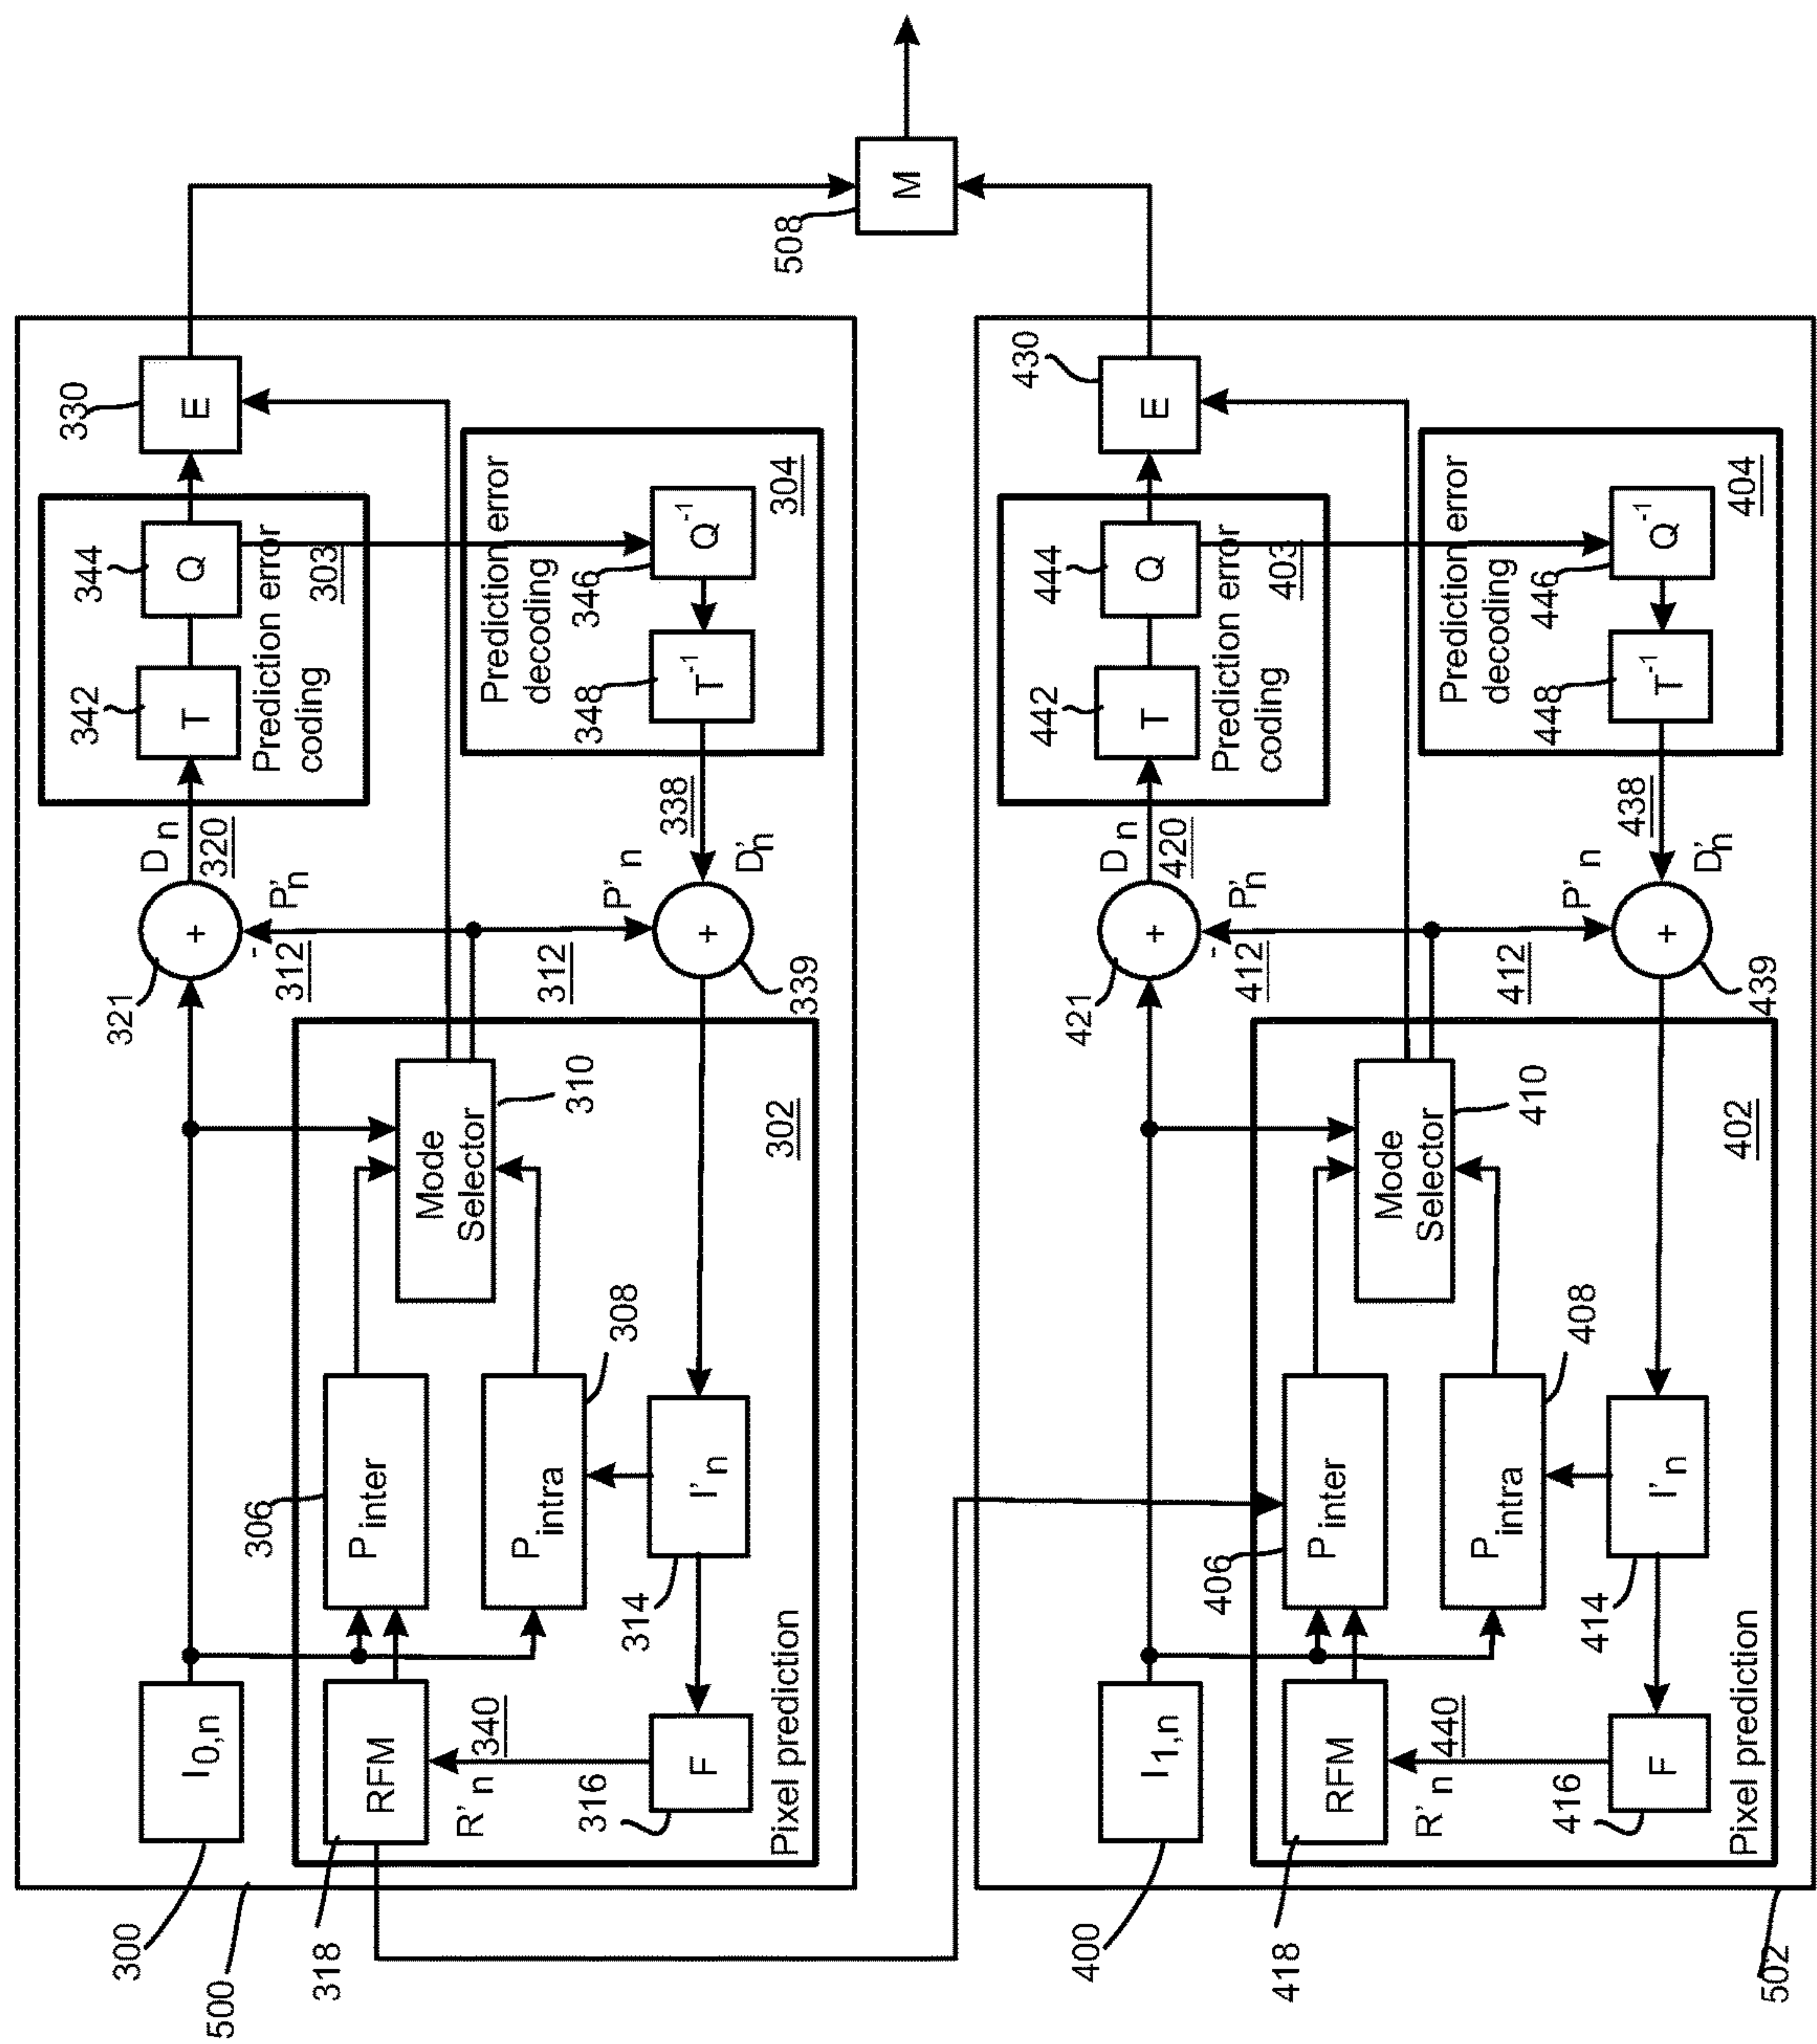 300
I0,n
500
318
RFM
R'n
340
316
F
Pixel prediction
306
Pinter
308
Pintra
314
I'n
302
310
Mode
Selector
321
+
-
312
P'n
Dn
320
312
P'n
+
339
338
D'n
342
T
344
Q
Prediction error
coding
303
330
E
Prediction error
decoding
304
346
Q-1
348
T-1
508
M
400
I1,n
502
418
RFM
R'n
440
416
F
Pixel prediction
406
Pinter
408
Pintra
414
I'n
402
410
Mode
Selector
421
+
-
412
P'n
Dn
420
412
P'n
+
439
438
D'n
442
T
444
Q
Prediction error
coding
403
430
E
Prediction error
decoding
404
446
Q-1
448
T-1